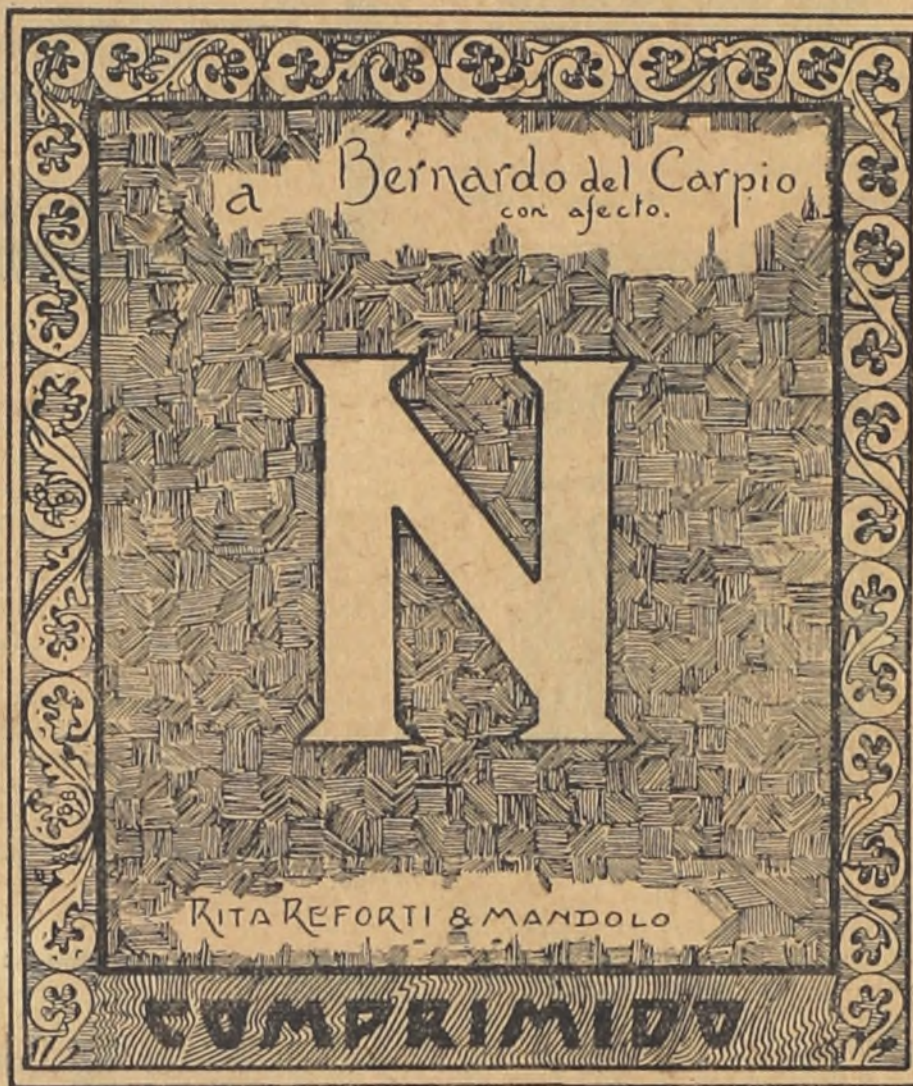 a Bernardo del Carpio
con afecto.
N
RITA REFORTI & MANDOLO
COMPRIMIDO